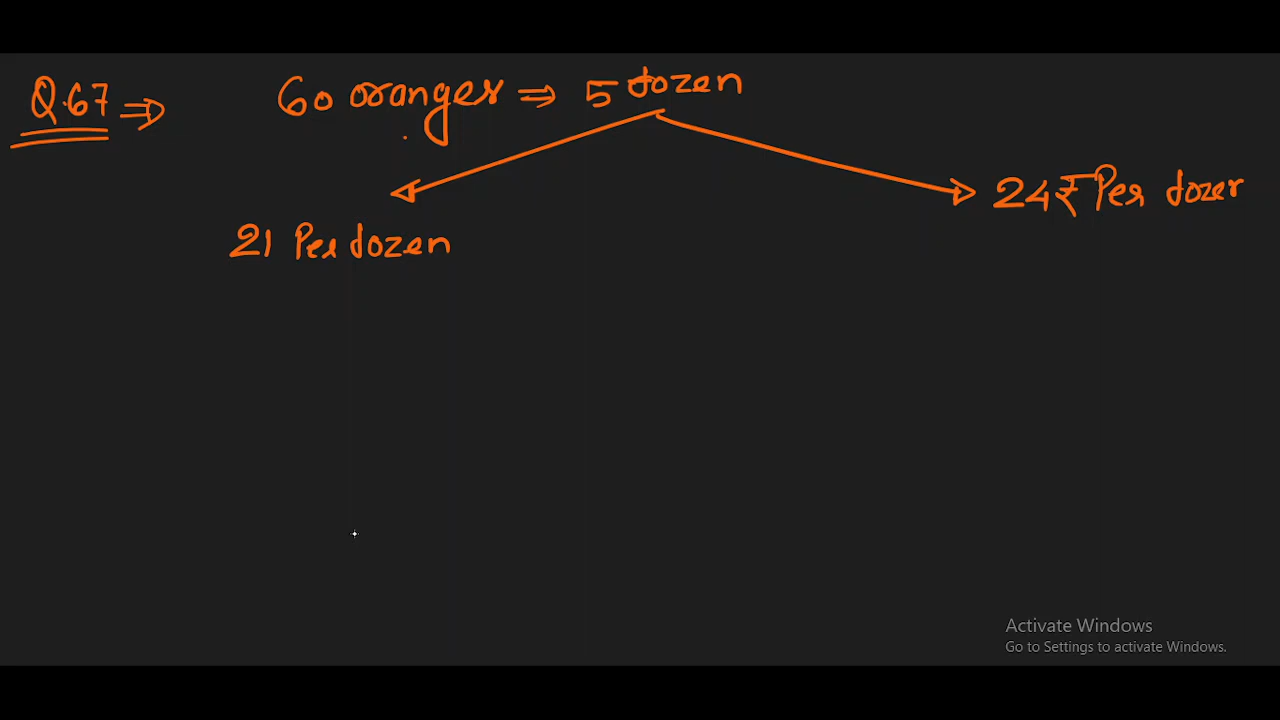 Q.67 ⇒ 60 oranges ⇒ 5 dozen
24₹ Per dozen
21 Per dozen
Activate Windows
Go to Settings to activate Windows.